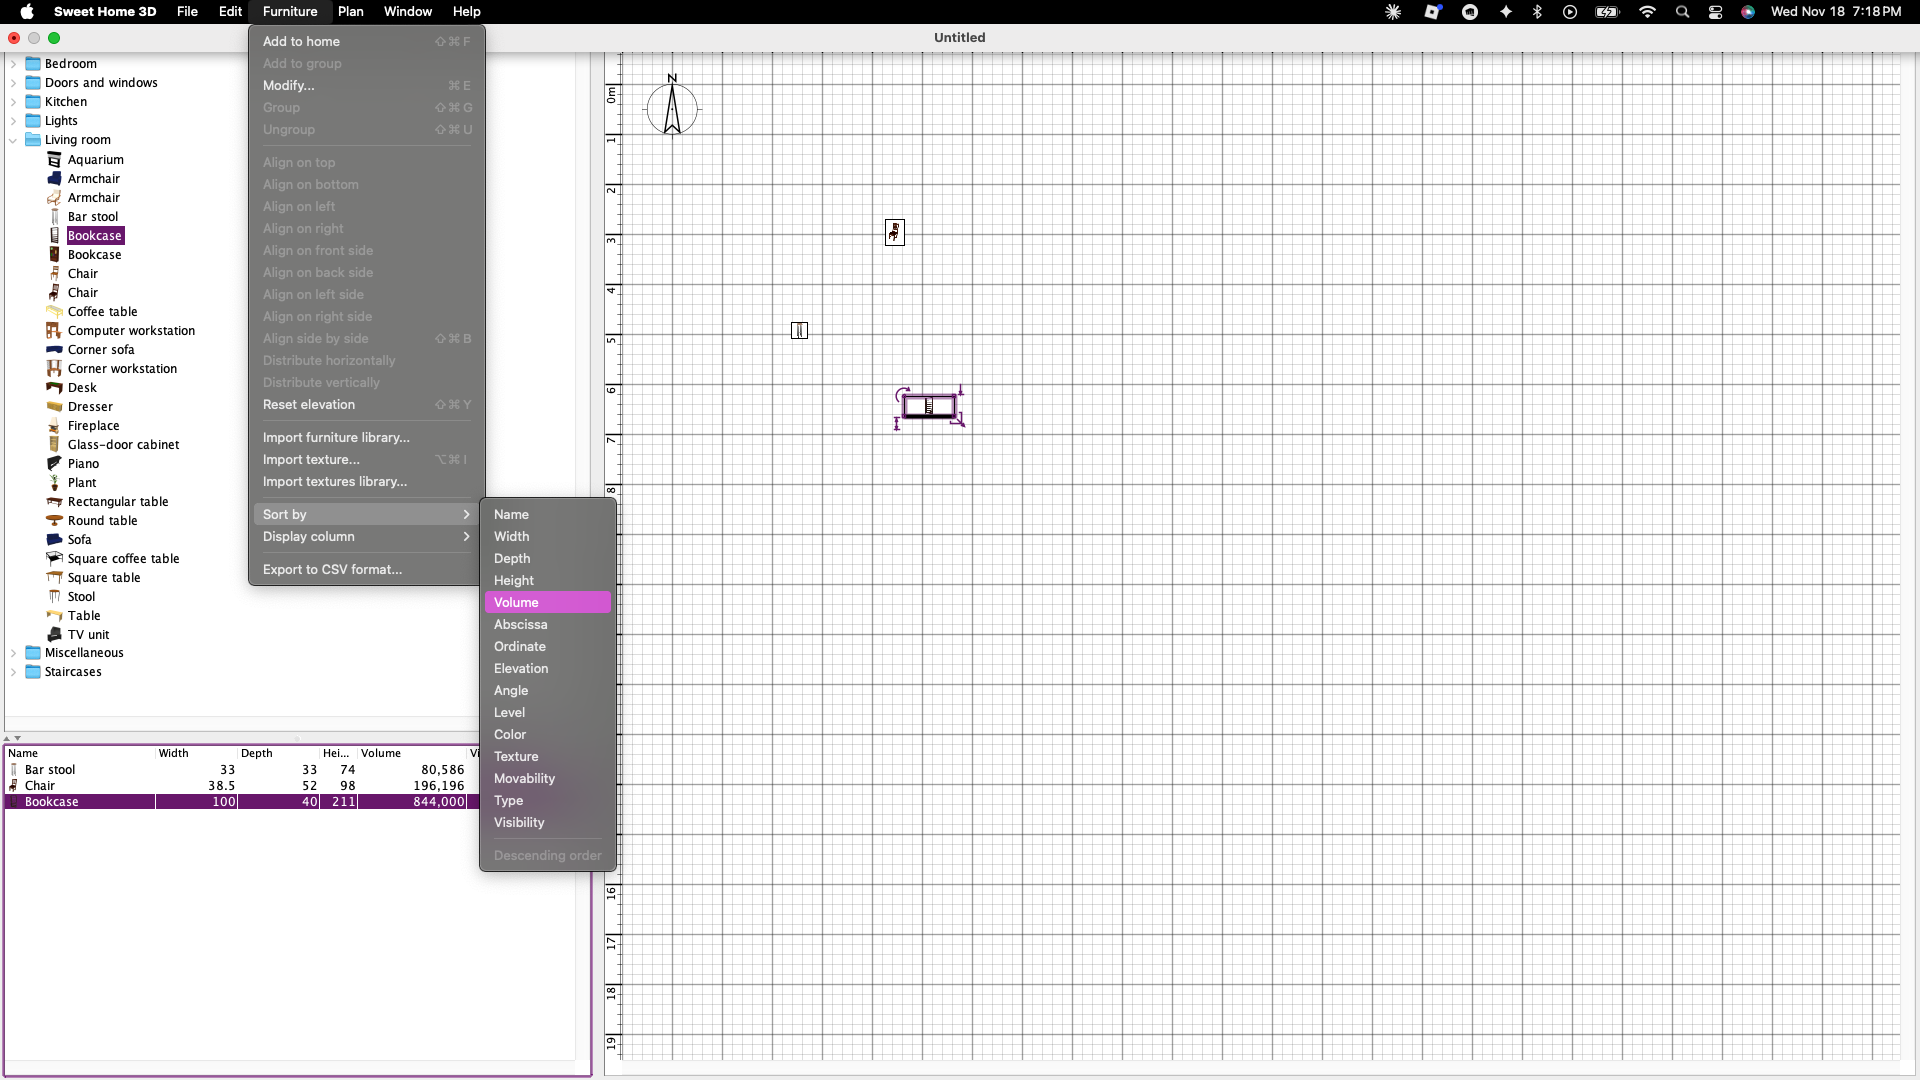 Sweet Home 3D File Edit Furniture Plan Window Help Wed Nov 18 7:18 PM
Untitled
Bedroom
Doors and windows
Kitchen
Lights
Living room
Aquarium
Armchair
Armchair
Bar stool
Bookcase
Bookcase
Chair
Chair
Coffee table
Computer workstation
Corner sofa
Corner workstation
Desk
Dresser
Fireplace
Glass-door cabinet
Piano
Plant
Rectangular table
Round table
Sofa
Square coffee table
Square table
Stool
Table
TV unit
Miscellaneous
Staircases
Add to home ⇧⌘F
Add to group
Modify... ⌘E
Group ⇧⌘G
Ungroup ⇧⌘U
Align on top
Align on bottom
Align on left
Align on right
Align on front side
Align on back side
Align on left side
Align on right side
Align side by side ⇧⌘B
Distribute horizontally
Distribute vertically
Reset elevation ⇧⌘Y
Import furniture library...
Import texture... ⌥⌘I
Import textures library...
Sort by
Display column
Export to CSV format...
Name
Width
Depth
Height
Volume
Abscissa
Ordinate
Elevation
Angle
Level
Color
Texture
Movability
Type
Visibility
Descending order
Name Width Depth Hei... Volume Vi
Bar stool 33 33 74 80,586
Chair 38.5 52 98 196,196
Bookcase 100 40 211 844,000
N
0m
1
2
3
4
5
6
7
8
16
17
18
19